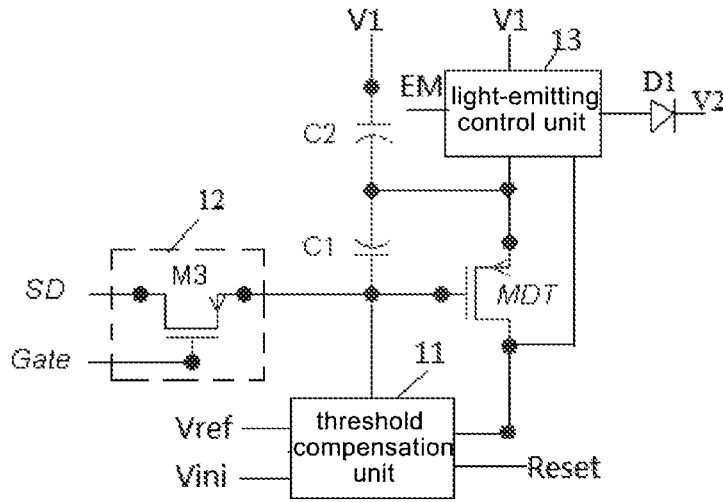 V1
V1
13
EM
light-emitting
control unit
D1
V2
C2
12
C1
M3
SD
MDT
Gate
11
Vref
threshold
compensation
unit
Vini
Reset